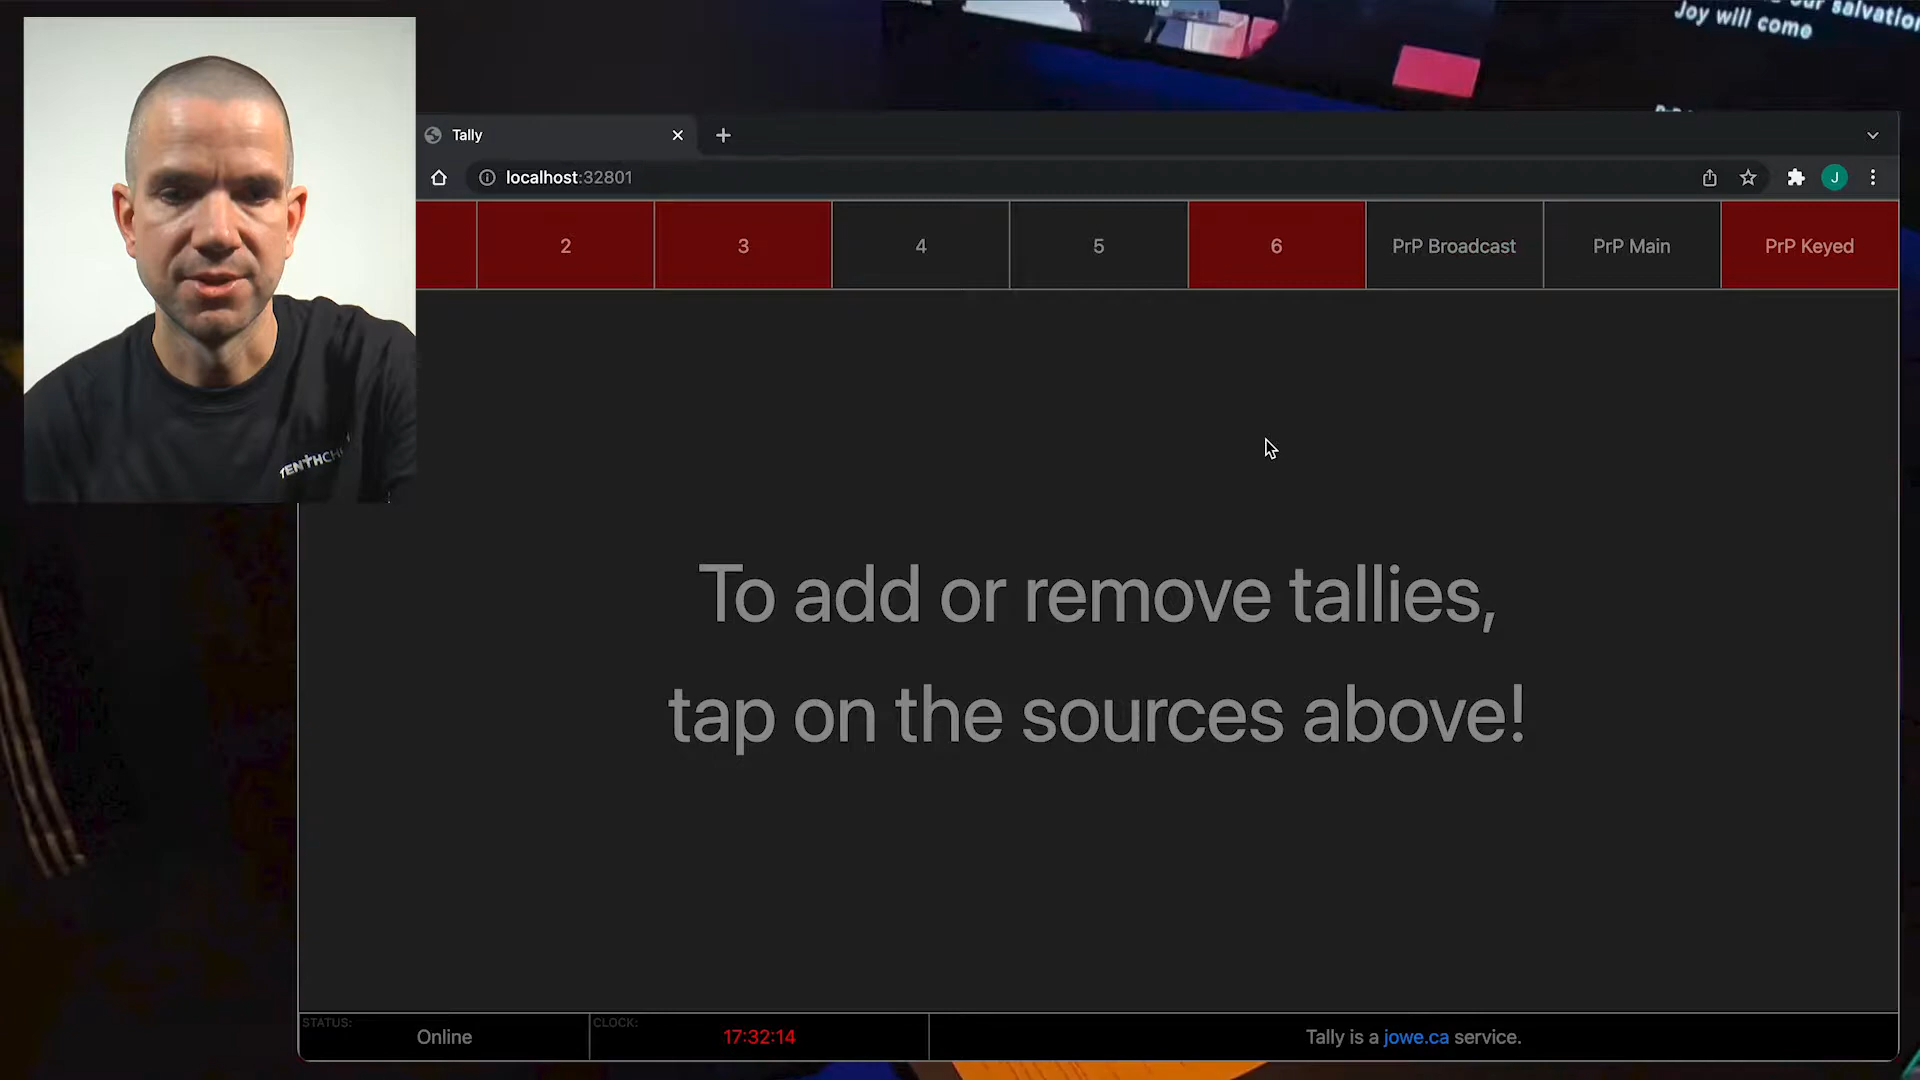 salvation
Joy will come
Tally
localhost:32801
J
2 3 4 5 6 PrP Broadcast PrP Main PrP Keyed
TENTHCH
To add or remove tallies,
tap on the sources above!
STATUS: Online CLOCK: 17:32:14 Tally is a jowe.ca service.